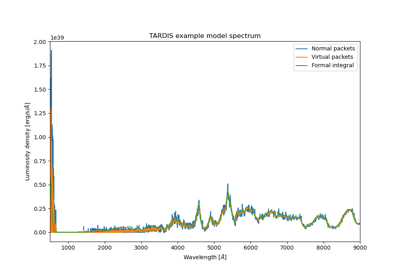 TARDIS example model spectrum
1e39
2.00
1.75
1.50
1.25
1.00
0.75
0.50
0.25
0.00
Luminosity density [erg/s/Å]
Normal packets
Virtual packets
Formal integral
1000 2000 3000 4000 5000 6000 7000 8000 9000
Wavelength [Å]